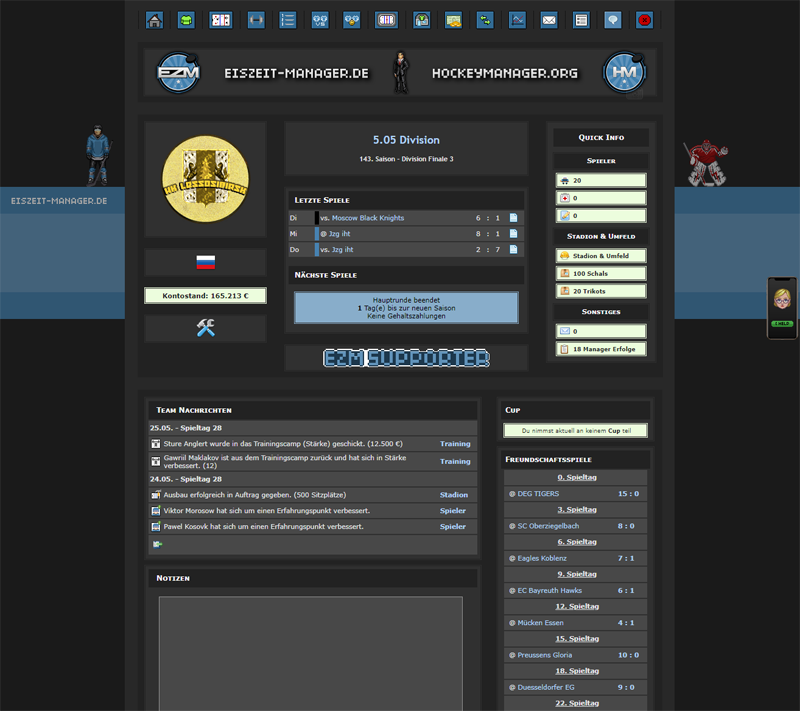 EZM
EISZEIT-MANAGER.DE
HOCKEYMANAGER.ORG
HM
EISZEIT-MANAGER.DE
HK Lessosibirsk
Kontostand: 165.213 €
5.05 Division
143. Saison - Division Finale 3
Letzte Spiele
Di vs. Moscow Black Knights 6 : 1
Mi @ Jzg iht 8 : 1
Do vs. Jzg iht 2 : 7
Nächste Spiele
Hauptrunde beendet
1 Tag(e) bis zur neuen Saison
Keine Gehaltszahlungen
EZM SUPPORTER
Quick Info
Spieler
20
0
0
Stadion & Umfeld
Stadion & Umfeld
100 Schals
20 Trikots
Sonstiges
0
18 Manager Erfolge
HELP
Team Nachrichten
25.05. - Spieltag 28
Sture Anglert wurde in das Trainingscamp (Stärke) geschickt. (12.500 €) Training
Gawriil Maklakov ist aus dem Trainingscamp zurück und hat sich in Stärke
verbessert. (12) Training
24.05. - Spieltag 28
Ausbau erfolgreich in Auftrag gegeben. (500 Sitzplätze) Stadion
Viktor Morosow hat sich um einen Erfahrungspunkt verbessert. Spieler
Pawel Kosovk hat sich um einen Erfahrungspunkt verbessert. Spieler
Notizen
Cup
Du nimmst aktuell an keinem Cup teil
Freundschaftsspiele
0. Spieltag
@ DEG TIGERS 15 : 0
3. Spieltag
@ SC Oberziegelbach 8 : 0
6. Spieltag
@ Eagles Koblenz 7 : 1
9. Spieltag
@ EC Bayreuth Hawks 6 : 1
12. Spieltag
@ Mücken Essen 4 : 1
15. Spieltag
@ Preussens Gloria 10 : 0
18. Spieltag
@ Duesseldorfer EG 9 : 0
22. Spieltag